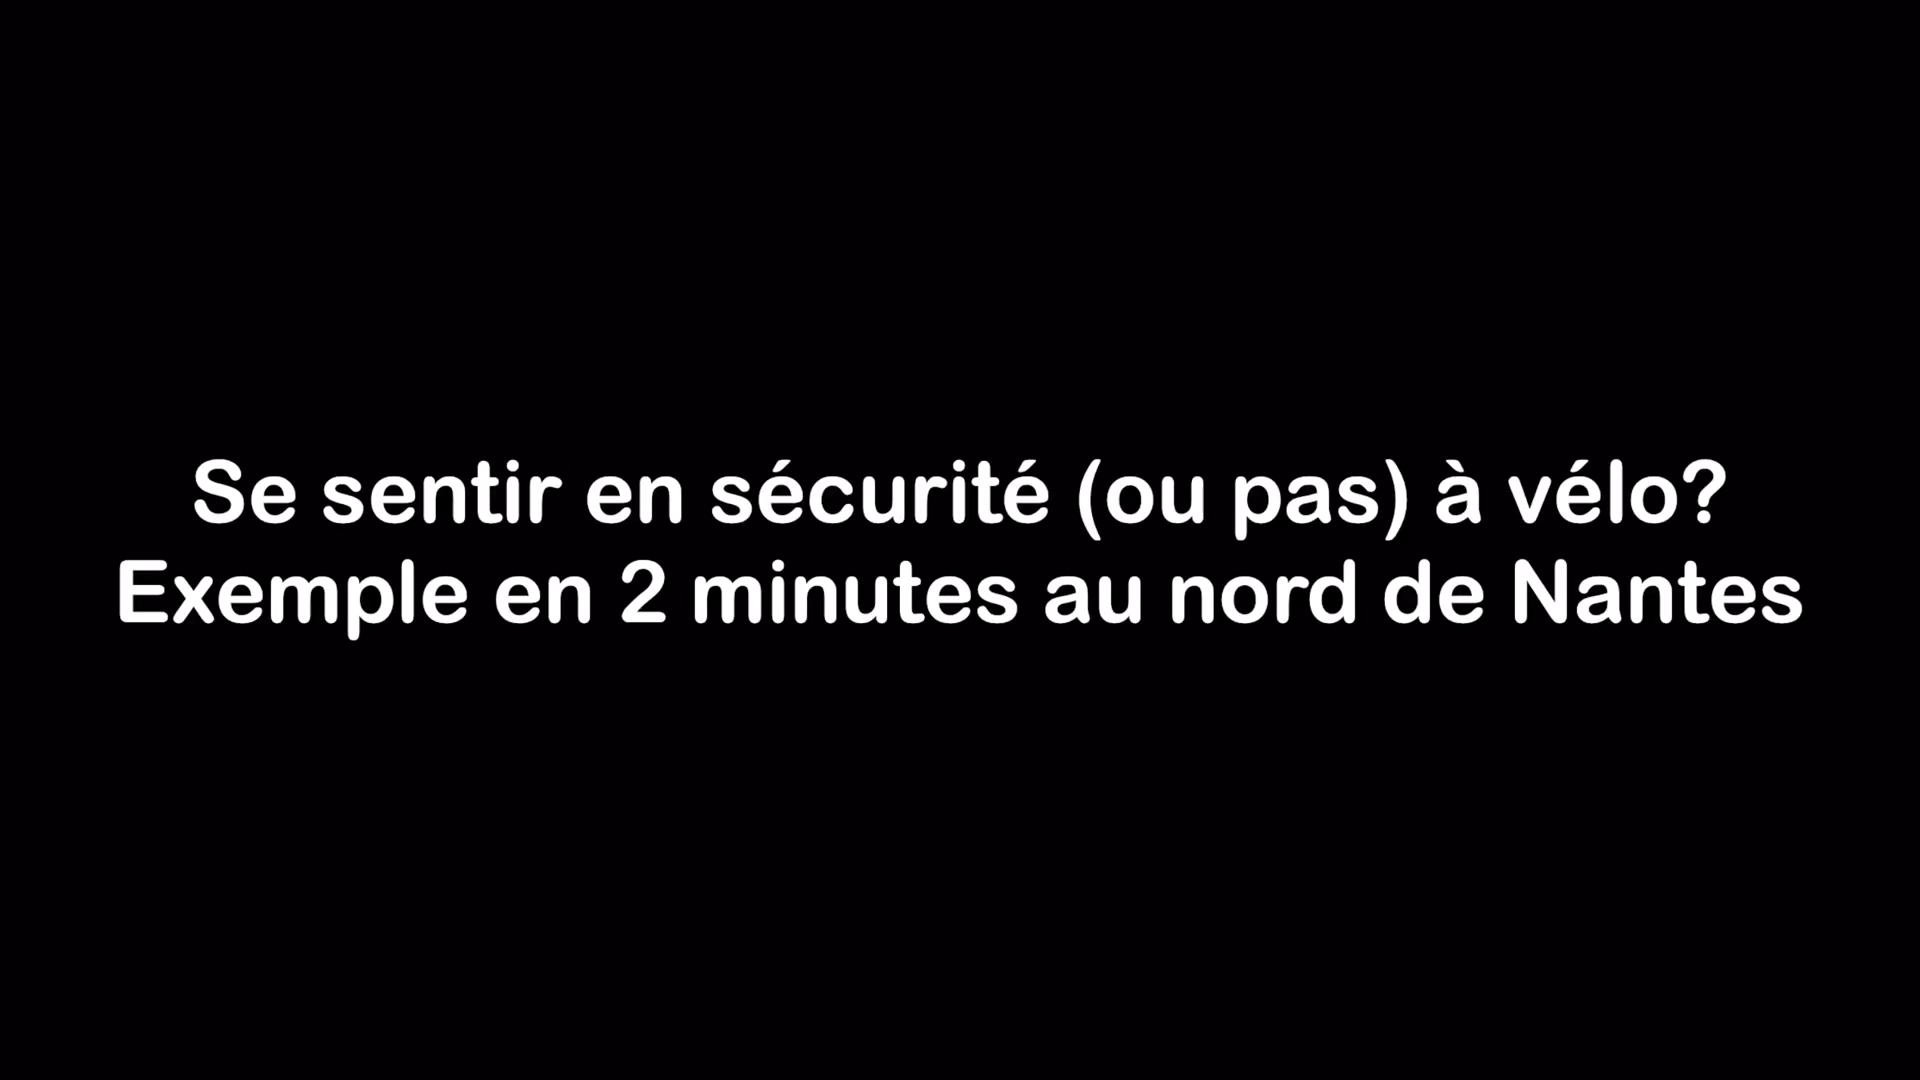 Se sentir en sécurité (ou pas) à vélo?
Exemple en 2 minutes au nord de Nantes